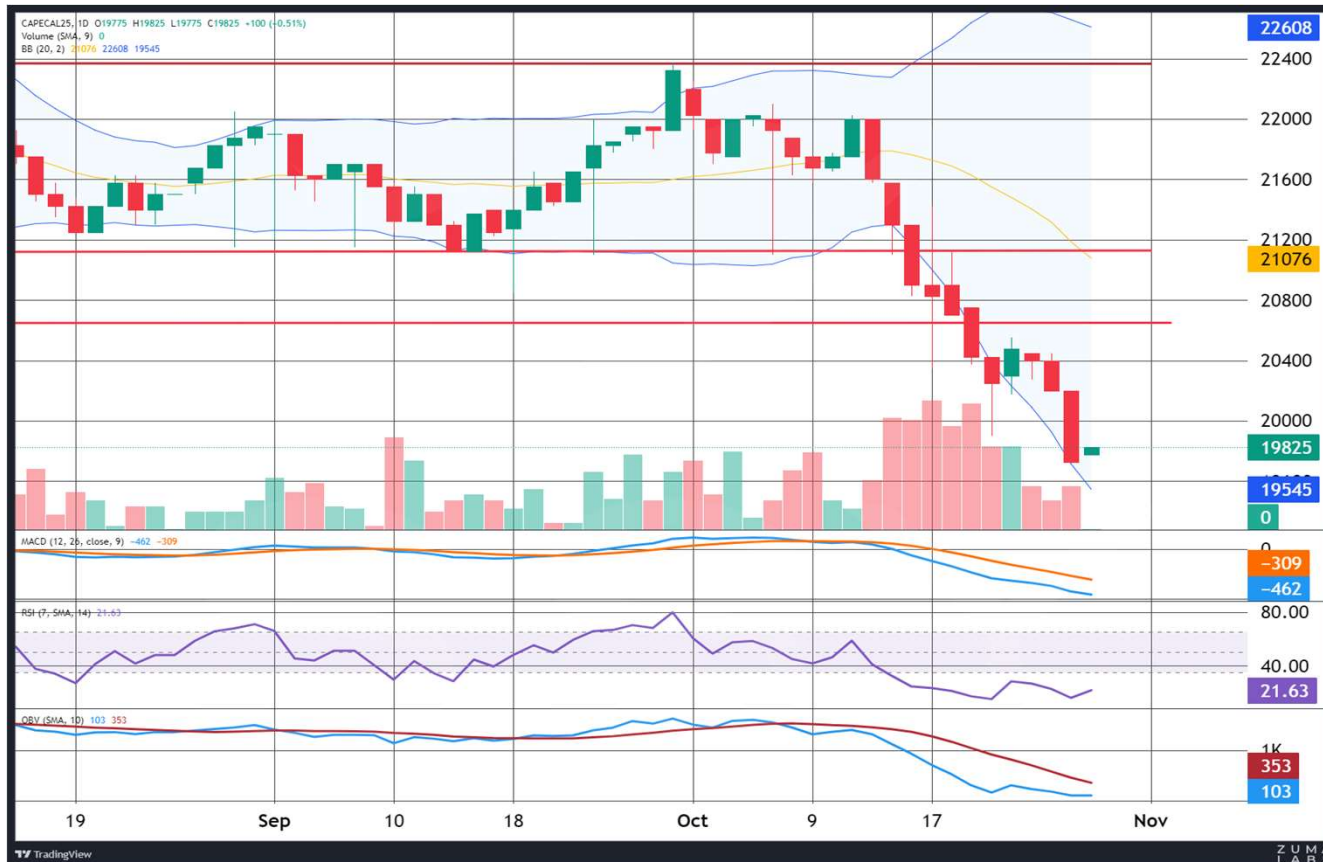 CAPECAL25, 1D O19775 H19825 L19775 C19825 +100 (+0.51%)
Volume (SMA, 9) 0
BB (20, 2) 21076 22608 19545
22608
22400
22000
21600
21200
21076
20800
20400
20000
19825
19545
0
MACD (12, 26, close, 9) −462 −309
0
−309
−462
RSI (7, SMA, 14) 21.63
80.00
40.00
21.63
OBV (SMA, 10) 103 353
1K
353
103
19 Sep 10 18 Oct 9 17 Nov
TradingView
ZUM
LAB